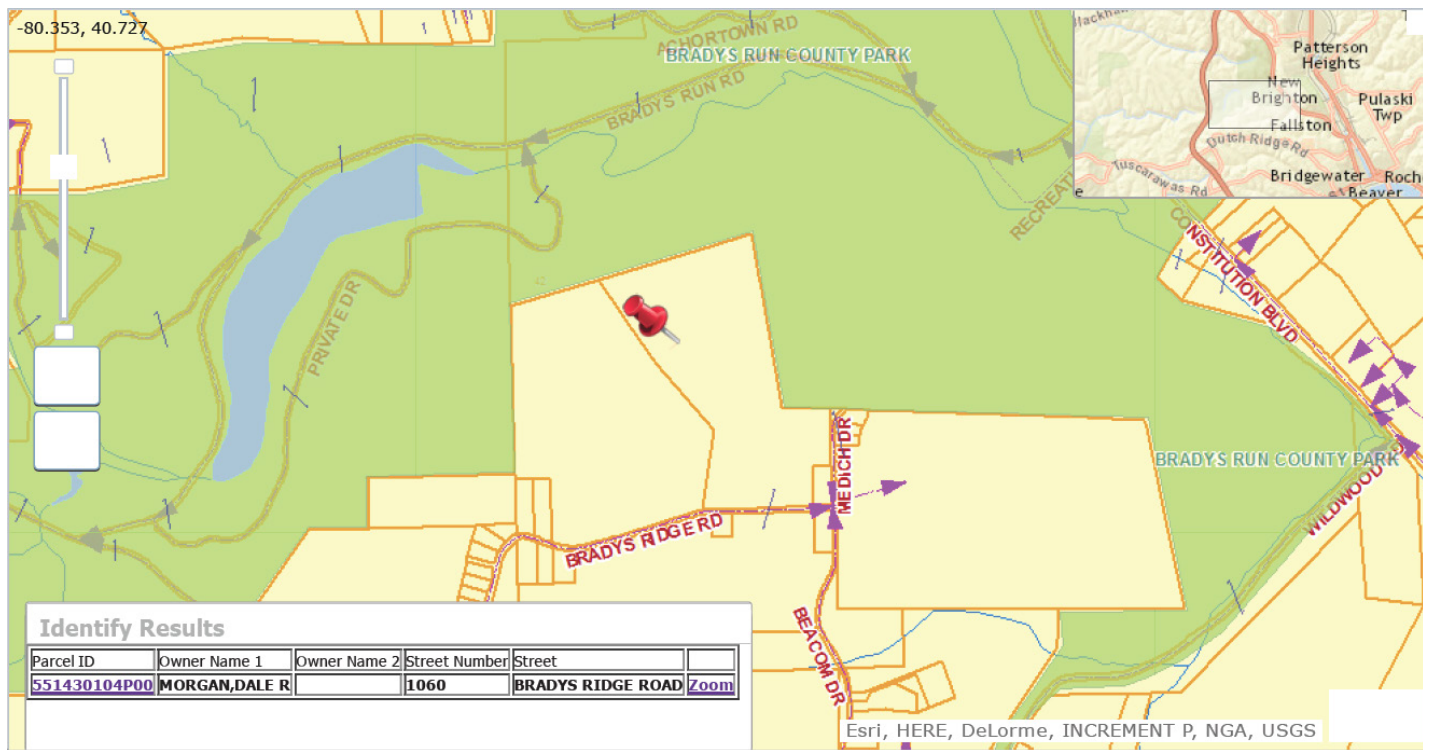 -80.353, 40.727
ACHORTOWN RD
BRADYS RUN COUNTY PARK
BRADYS RUN RD
Patterson
Heights
New
Brighton
Pulaski
Twp
Fallston
Dutch Ridge Rd
Tuscarawas Rd
Bridgewater
Roch
Beaver
e
RECREAT
CONSTITUTION BLVD
PRIVATE DR
MEDICH DR
BRADYS RUN COUNTY PARK
WILDWOOD
BRADYS RIDGE RD
BEACOM DR
Identify Results
Parcel ID Owner Name 1 Owner Name 2 Street Number Street
551430104P00 MORGAN,DALE R 1060 BRADYS RIDGE ROAD Zoom
Esri, HERE, DeLorme, INCREMENT P, NGA, USGS